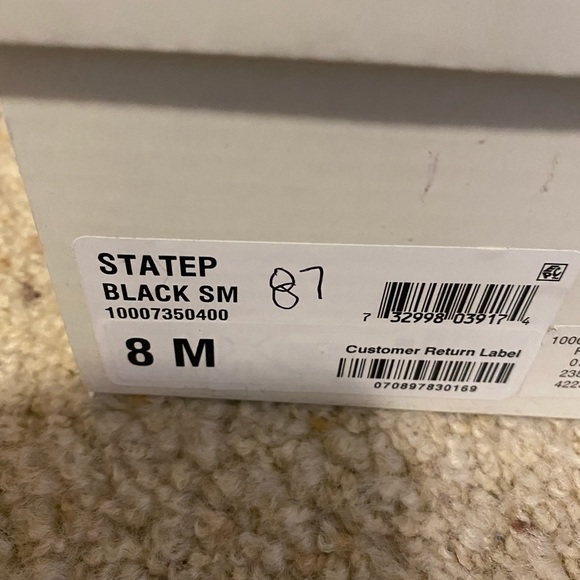 STATEP
BLACK SM
10007350400
87
7 32998 03917 4
8 M
Customer Return Label
070897830169